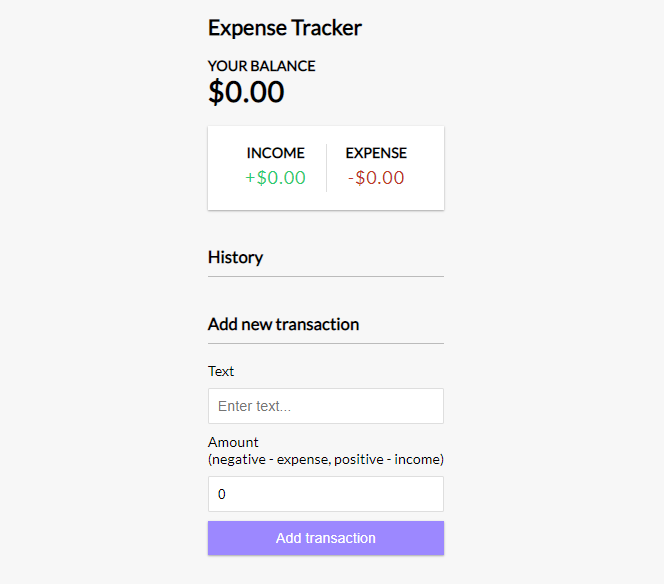 Expense Tracker
YOUR BALANCE
$0.00
INCOME EXPENSE
+$0.00 -$0.00
History
Add new transaction
Text
Enter text...
Amount
(negative - expense, positive - income)
0
Add transaction